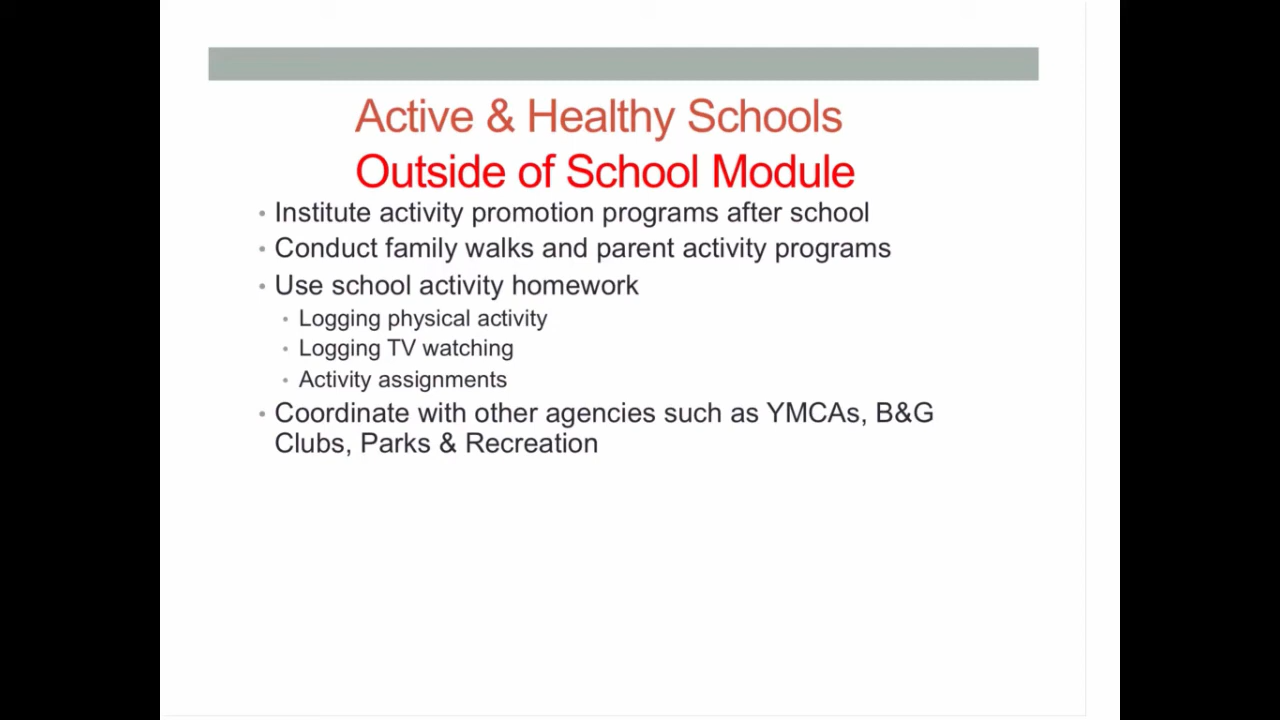 Active & Healthy Schools
Outside of School Module
• Institute activity promotion programs after school
• Conduct family walks and parent activity programs
• Use school activity homework
• Logging physical activity
• Logging TV watching
• Activity assignments
• Coordinate with other agencies such as YMCAs, B&G
Clubs, Parks & Recreation